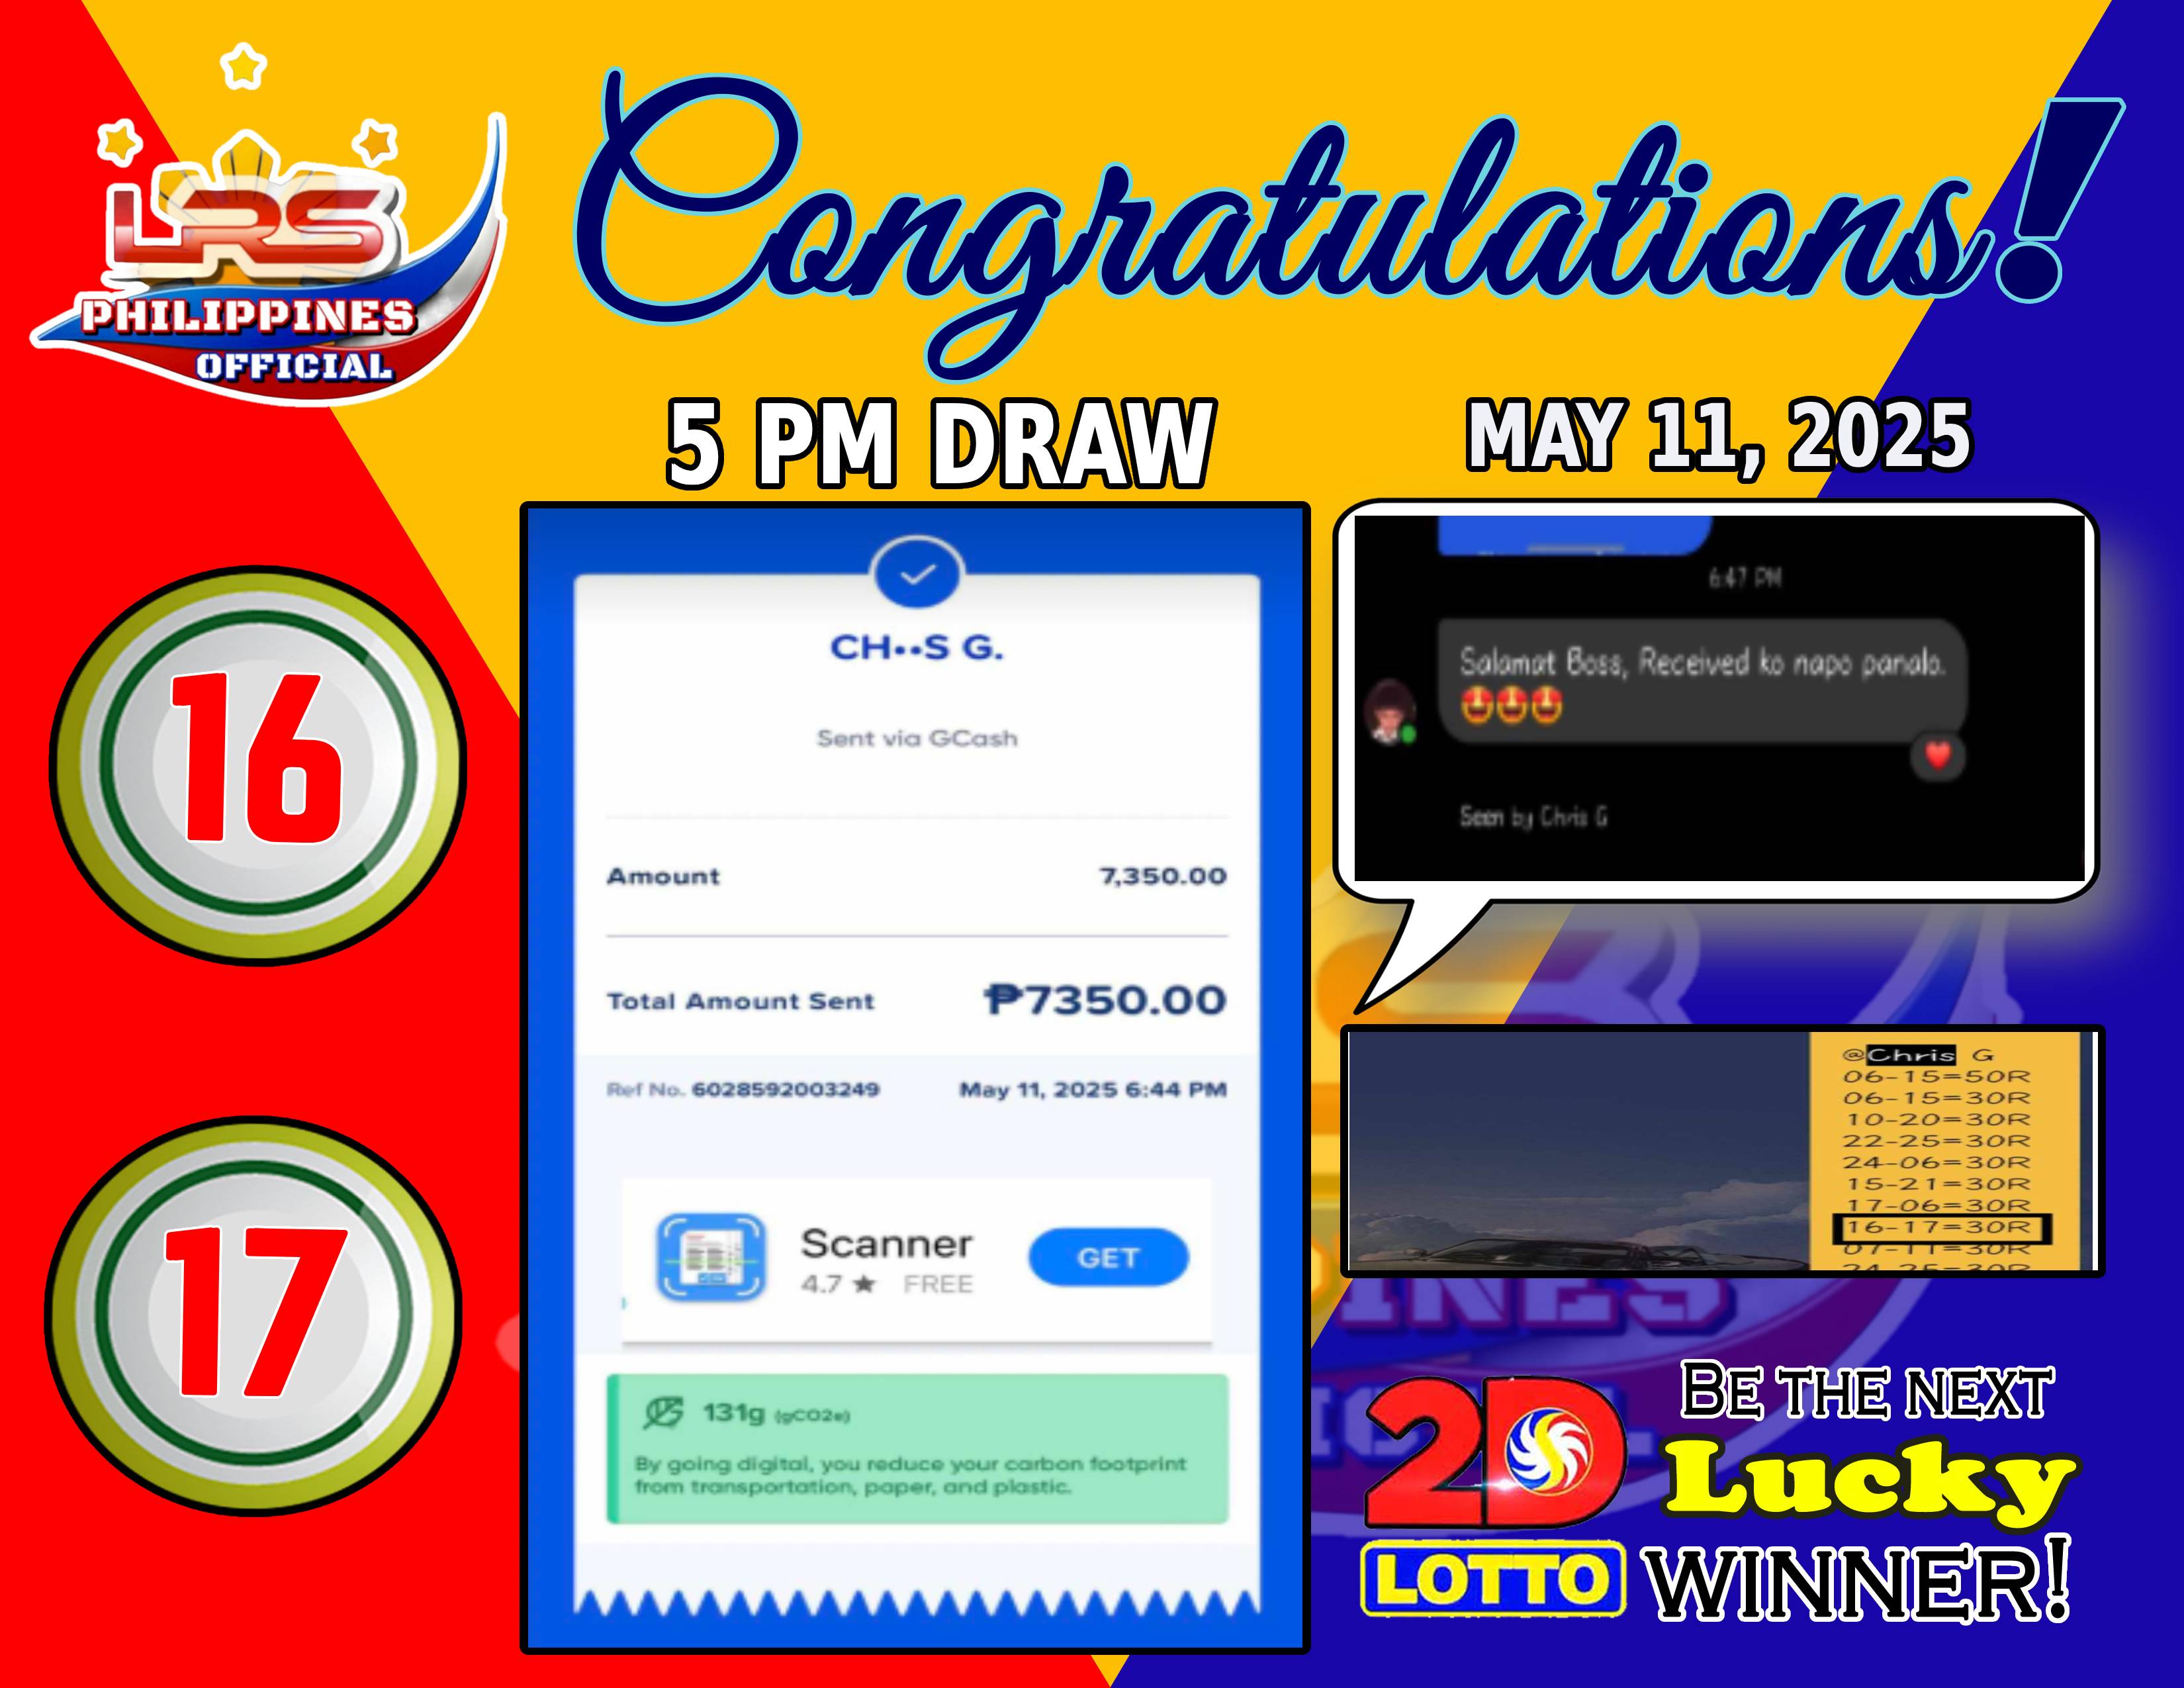 LRS
PHILIPPINES
OFFICIAL
Congratulations!
5 PM DRAW
MAY 11, 2025
16
17
CH••S G.
Sent via GCash
Amount 7,350.00
Total Amount Sent ₱7350.00
Ref No. 6028592003249 May 11, 2025 6:44 PM
Scanner
4.7 ★ FREE
GET
131g (gCO2e)
By going digital, you reduce your carbon footprint
from transportation, paper, and plastic.
6:47 PM
Salamat Boss, Received ko napo panalo.
🤩🤩🤩
Seen by Chris G
@Chris G
06-15=50R
06-15=30R
10-20=30R
22-25=30R
24-06=30R
15-21=30R
17-06=30R
16-17=30R
07-11=30R
24-25=30R
2D
LOTTO
BE THE NEXT
Lucky
WINNER!